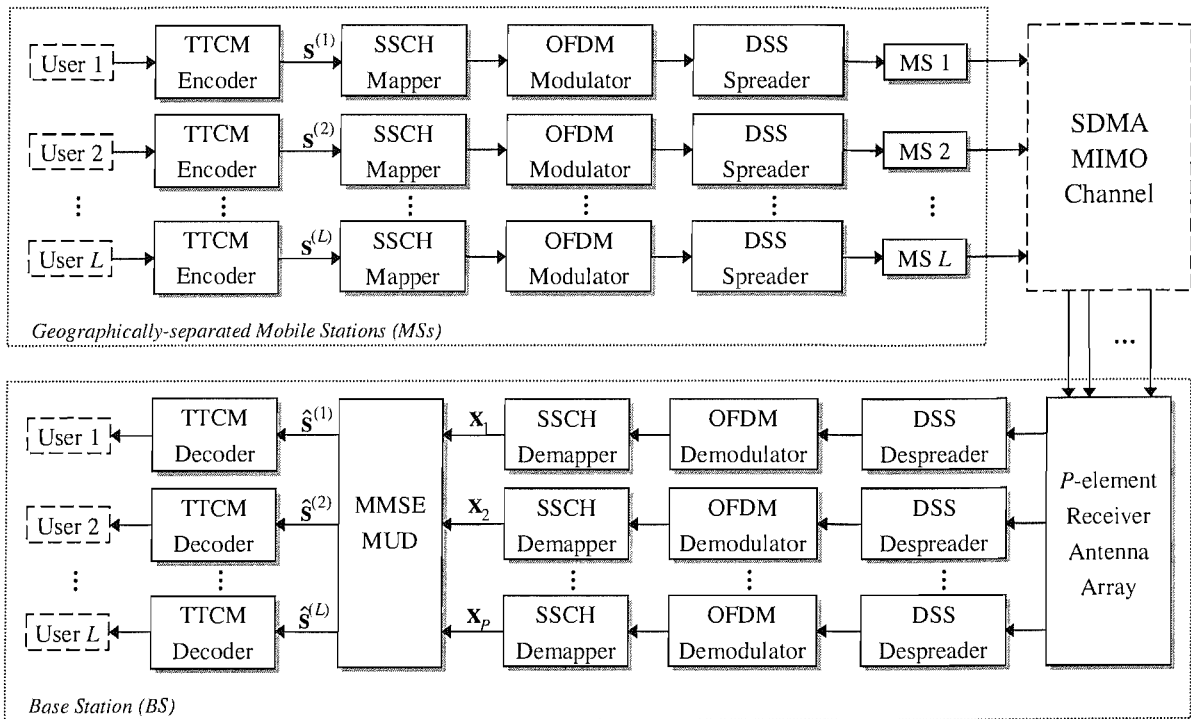 User 1
TTCM
Encoder
s(1)
SSCH
Mapper
OFDM
Modulator
DSS
Spreader
MS 1
User 2
TTCM
Encoder
s(2)
SSCH
Mapper
OFDM
Modulator
DSS
Spreader
MS 2
User L
TTCM
Encoder
s(L)
SSCH
Mapper
OFDM
Modulator
DSS
Spreader
MS L
SDMA
MIMO
Channel
Geographically-separated Mobile Stations (MSs)
...
User 1
TTCM
Decoder
ŝ(1)
x1
SSCH
Demapper
OFDM
Demodulator
DSS
Despreader
User 2
TTCM
Decoder
ŝ(2)
MMSE
MUD
x2
SSCH
Demapper
OFDM
Demodulator
DSS
Despreader
P-element
Receiver
Antenna
Array
User L
TTCM
Decoder
ŝ(L)
xP
SSCH
Demapper
OFDM
Demodulator
DSS
Despreader
Base Station (BS)